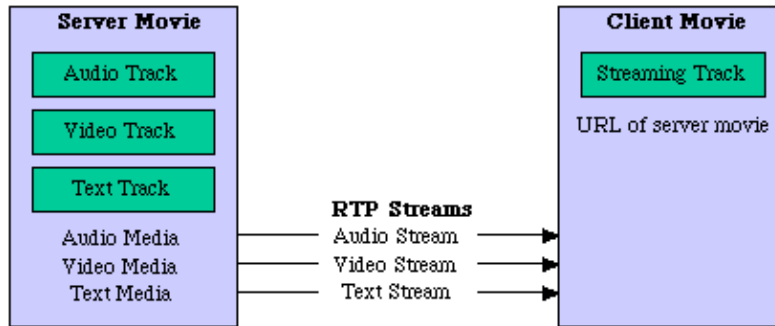 Server Movie
Audio Track
Video Track
Text Track
Audio Media
Video Media
Text Media
RTP Streams
Audio Stream
Video Stream
Text Stream
Client Movie
Streaming Track
URL of server movie